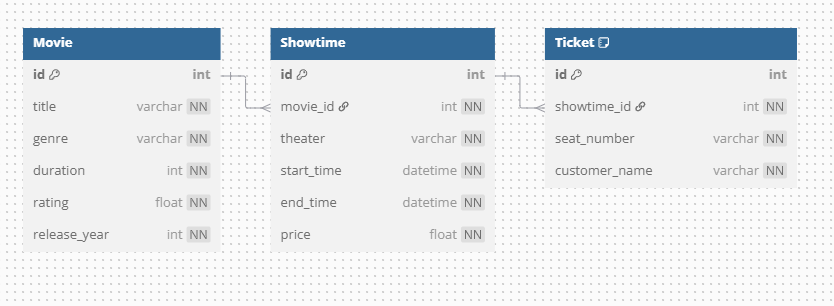 Movie
id int
title varchar NN
genre varchar NN
duration int NN
rating float NN
release_year int NN
Showtime
id int
movie_id int NN
theater varchar NN
start_time datetime NN
end_time datetime NN
price float NN
Ticket
id int
showtime_id int NN
seat_number varchar NN
customer_name varchar NN